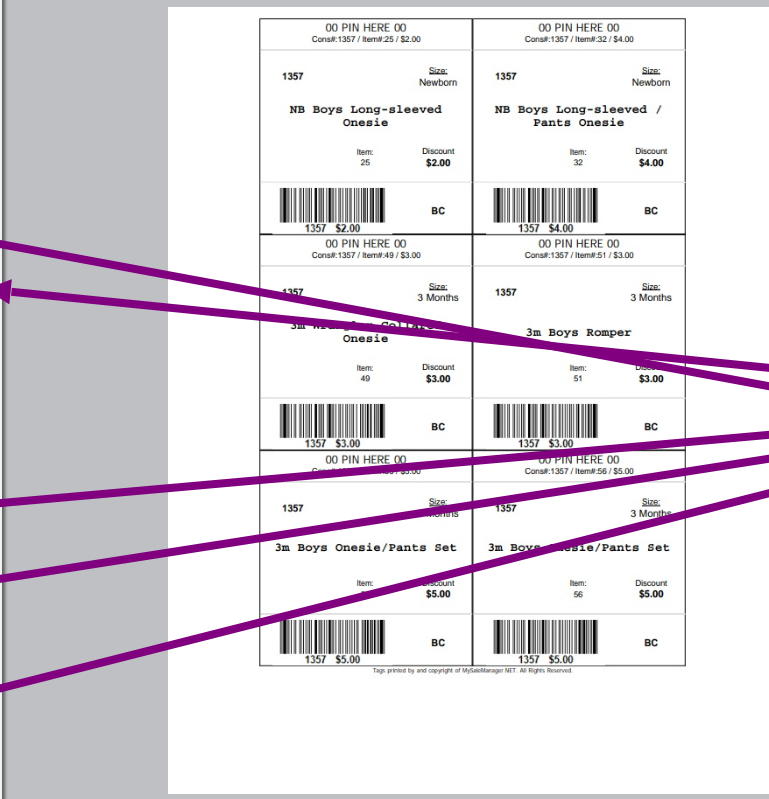 00 PIN HERE 00
Cons#:1357 / Item#:25 / $2.00
1357
Size:
Newborn
NB Boys Long-sleeved
Onesie
Item:
25
Discount
$2.00
1357 $2.00
BC
00 PIN HERE 00
Cons#:1357 / Item#:32 / $4.00
1357
Size:
Newborn
NB Boys Long-sleeved /
Pants Onesie
Item:
32
Discount
$4.00
1357 $4.00
BC
00 PIN HERE 00
Cons#:1357 / Item#:49 / $3.00
1357
Size:
3 Months
3m
Onesie
Item:
49
Discount
$3.00
1357 $3.00
BC
00 PIN HERE 00
Cons#:1357 / Item#:51 / $3.00
1357
Size:
3 Months
3m Boys Romper
Item:
51
Discount
$3.00
1357 $3.00
BC
00 PIN HERE 00
1357
Size:
3m Boys Onesie/Pants Set
Item:
Discount
$5.00
1357 $5.00
BC
00 PIN HERE 00
Cons#:1357 / Item#:56 / $5.00
1357
Size:
3 Months
3m Boys Onesie/Pants Set
Item:
56
Discount
$5.00
1357 $5.00
BC
Tags printed by and copyright of MySaleManager.NET. All Rights Reserved.